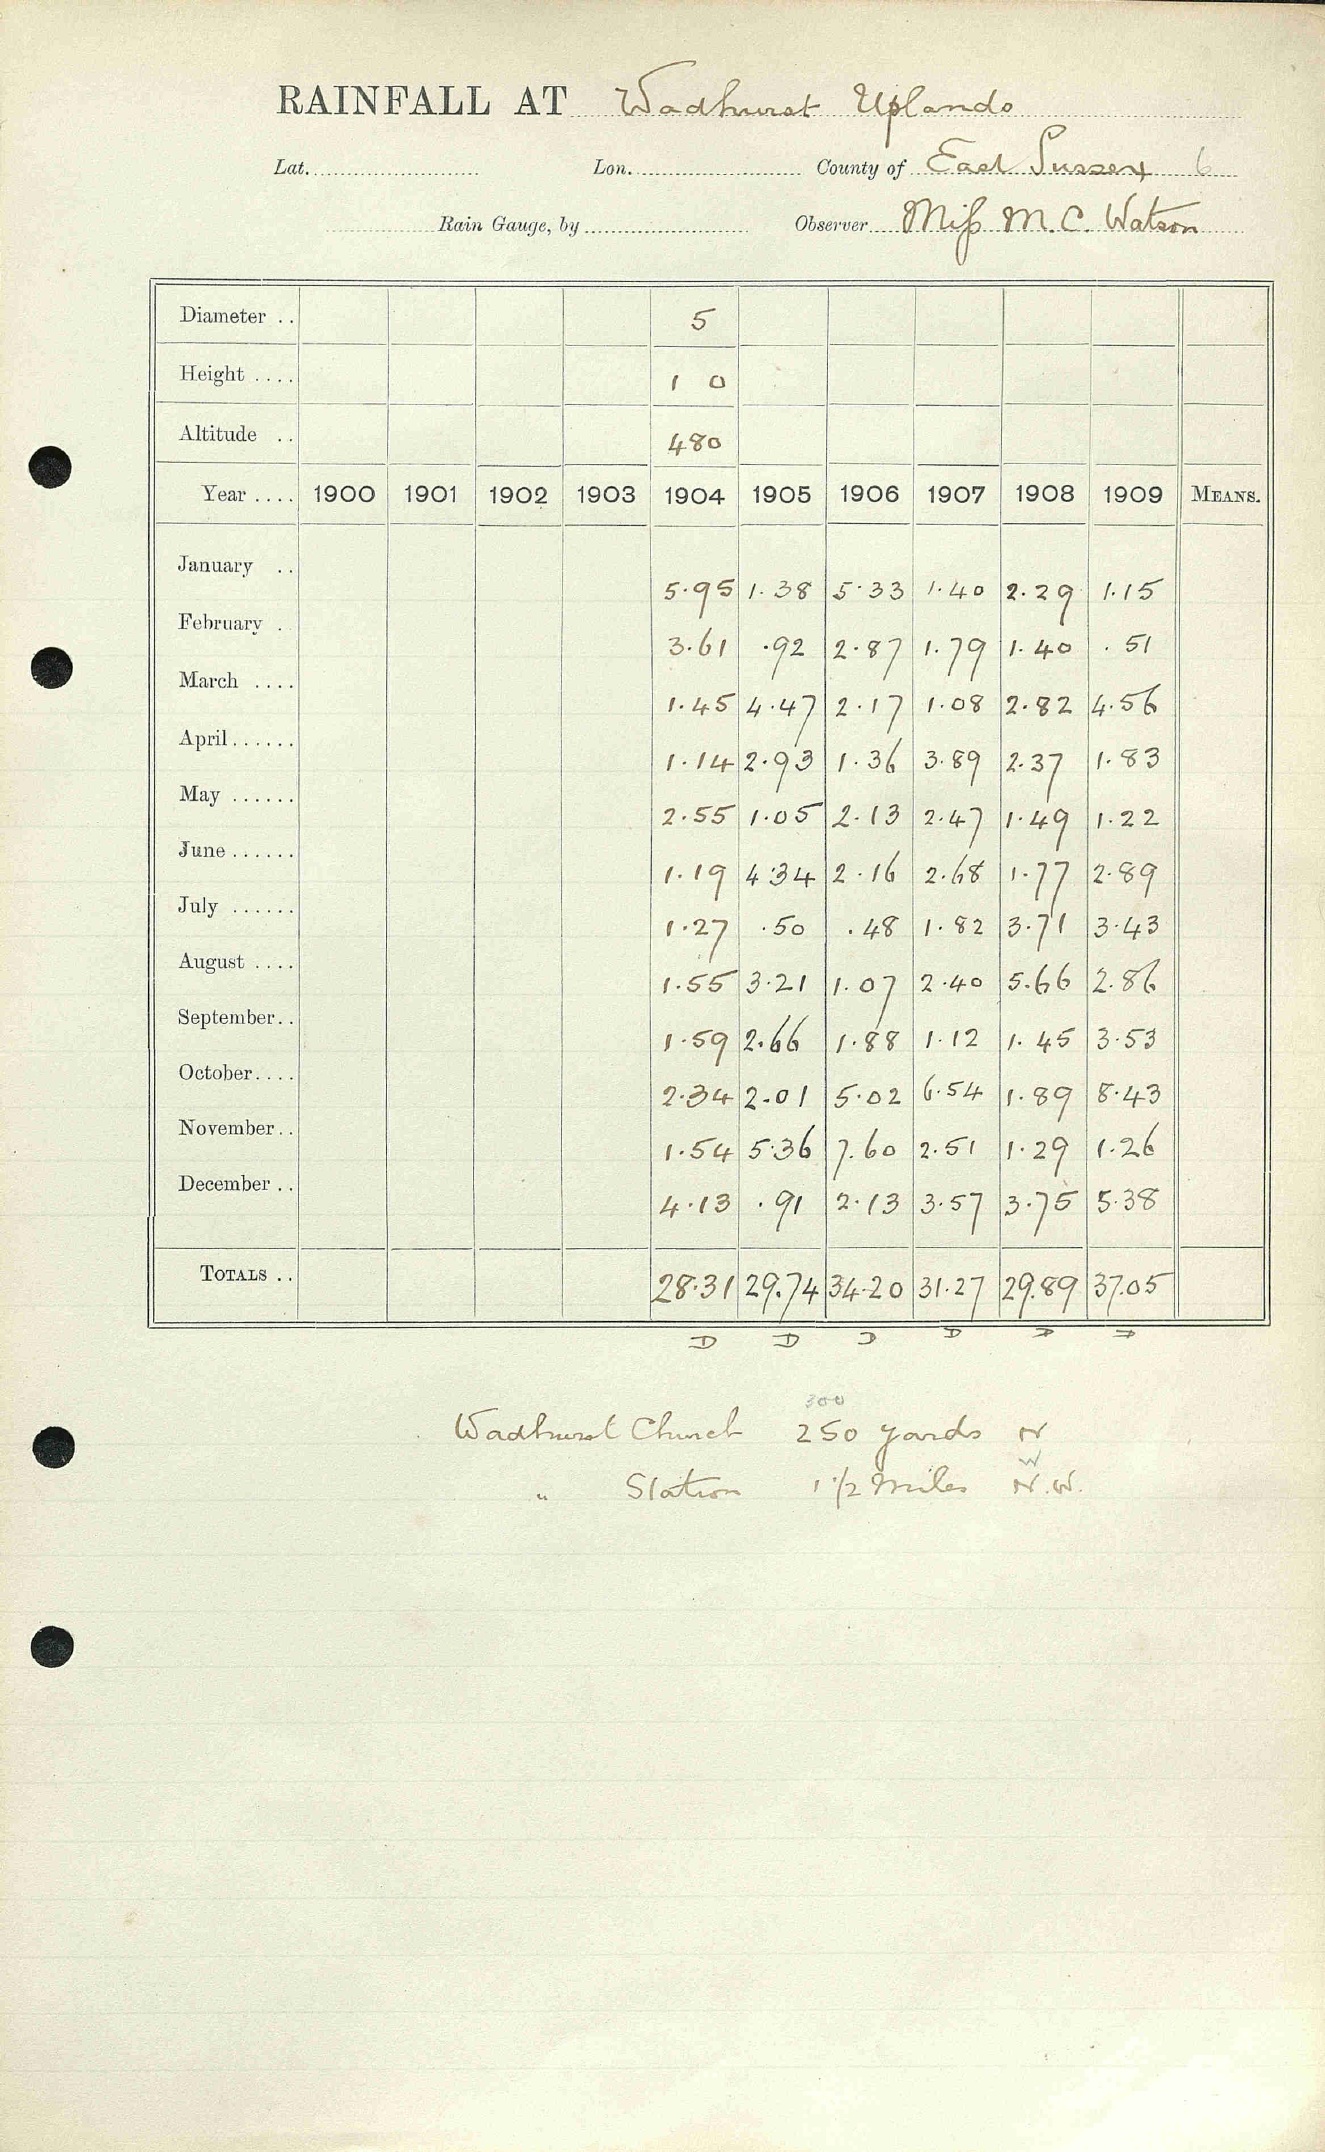 RAINFALL AT Wadhurst Uplands
Lat. Lon. County of East Sussex 6
Rain Gauge, by Observer Miss M. C. Watson
Diameter .. 5
Height .... 1 0
Altitude .. 480
Year .... 1900 1901 1902 1903 1904 1905 1906 1907 1908 1909 MEANS.
January .. 5.95 1.38 5.33 1.40 2.29 1.15
February . 3.61 .92 2.87 1.79 1.40 .51
March .... 1.45 4.47 2.17 1.08 2.82 4.56
April ...... 1.14 2.93 1.36 3.89 2.37 1.83
May ...... 2.55 1.05 2.13 2.47 1.49 1.22
June ...... 1.19 4.34 2.16 2.68 1.77 2.89
July ...... 1.27 .50 .48 1.82 3.71 3.43
August .... 1.55 3.21 1.07 2.40 5.66 2.86
September .. 1.59 2.66 1.88 1.12 1.45 3.53
October .... 2.34 2.01 5.02 6.54 1.89 8.43
November .. 1.54 5.36 7.60 2.51 1.29 1.26
December .. 4.13 .91 2.13 3.57 3.75 5.38
TOTALS .. 28.31 29.74 34.20 31.27 29.89 37.05
D D D D D D
300
Wadhurst Church 250 yards N
W
" Station 1 1/2 miles N.W.